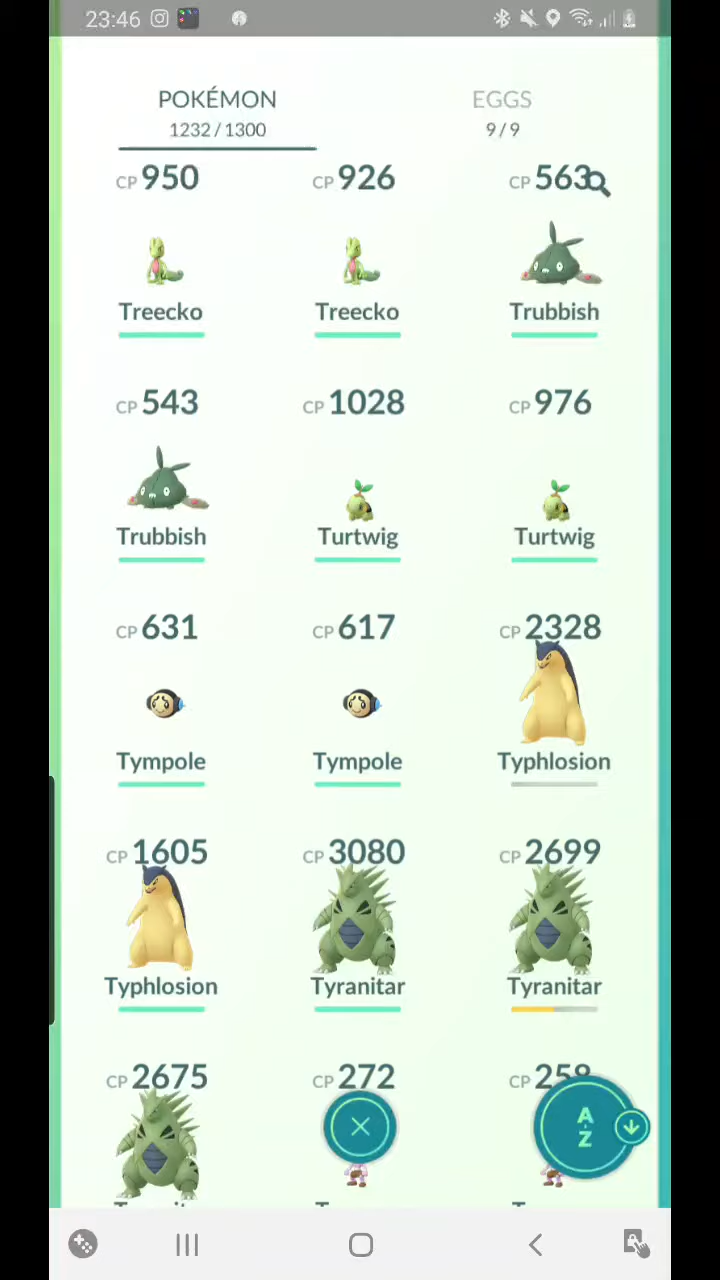 23:46
POKÉMON EGGS
1232/1300 9/9
CP 950 CP 926 CP 563
Treecko Treecko Trubbish
CP 543 CP 1028 CP 976
Trubbish Turtwig Turtwig
CP 631 CP 617 CP 2328
Tympole Tympole Typhlosion
CP 1605 CP 3080 CP 2699
Typhlosion Tyranitar Tyranitar
CP 2675 CP 272 CP
A
Z